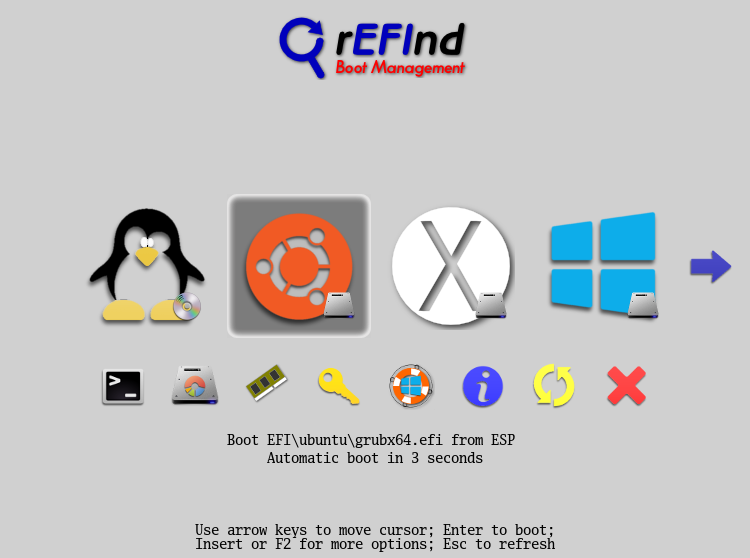 rEFInd
Boot Management
>_
Boot EFI\ubuntu\grubx64.efi from ESP
Automatic boot in 3 seconds
Use arrow keys to move cursor; Enter to boot;
Insert or F2 for more options; Esc to refresh